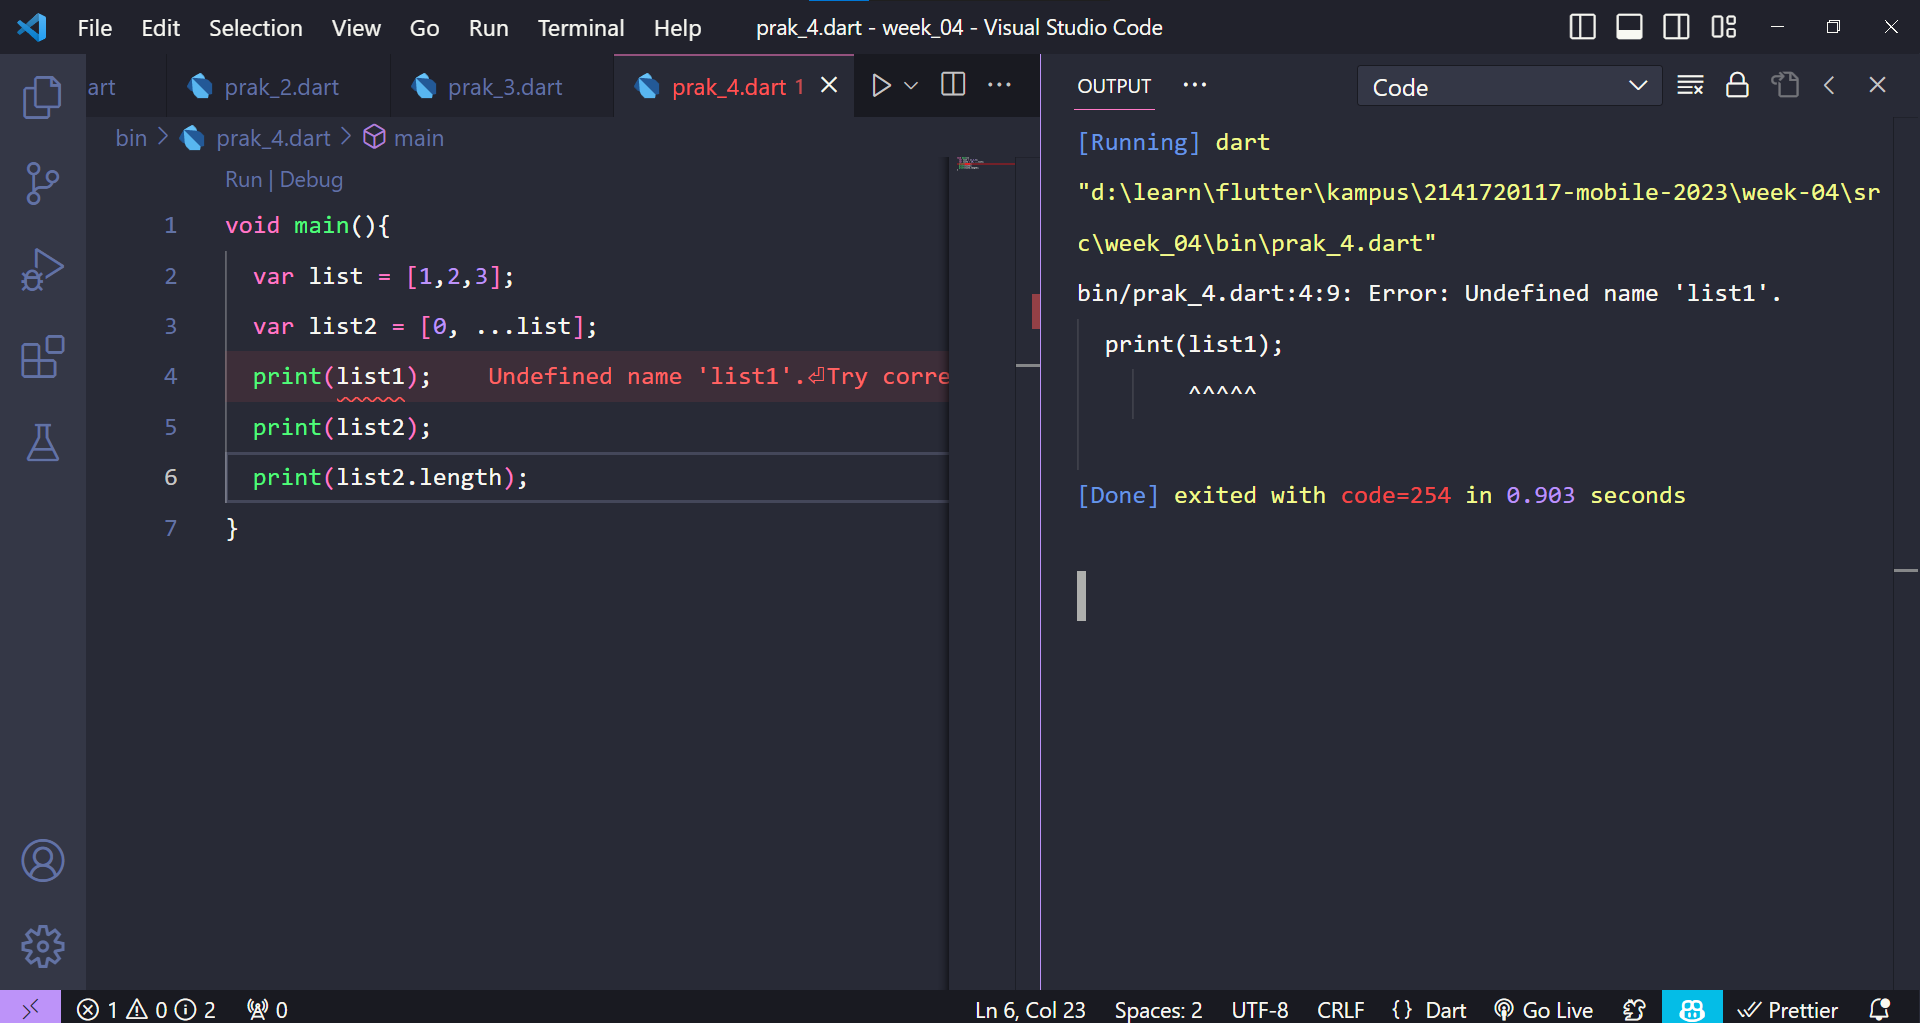 File Edit Selection View Go Run Terminal Help prak_4.dart - week_04 - Visual Studio Code
art prak_2.dart prak_3.dart prak_4.dart 1
bin > prak_4.dart > main
Run | Debug
1 void main(){
2 var list = [1,2,3];
3 var list2 = [0, ...list];
4 print(list1); Undefined name 'list1'.⏎Try corre
5 print(list2);
6 print(list2.length);
7 }
OUTPUT ···
Code
[Running] dart
"d:\learn\flutter\kampus\2141720117-mobile-2023\week-04\sr
c\week_04\bin\prak_4.dart"
bin/prak_4.dart:4:9: Error: Undefined name 'list1'.
print(list1);
^^^^^
[Done] exited with code=254 in 0.903 seconds
1 0 2 0 Ln 6, Col 23 Spaces: 2 UTF-8 CRLF {} Dart Go Live Prettier